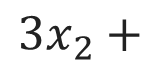 3x₂ +